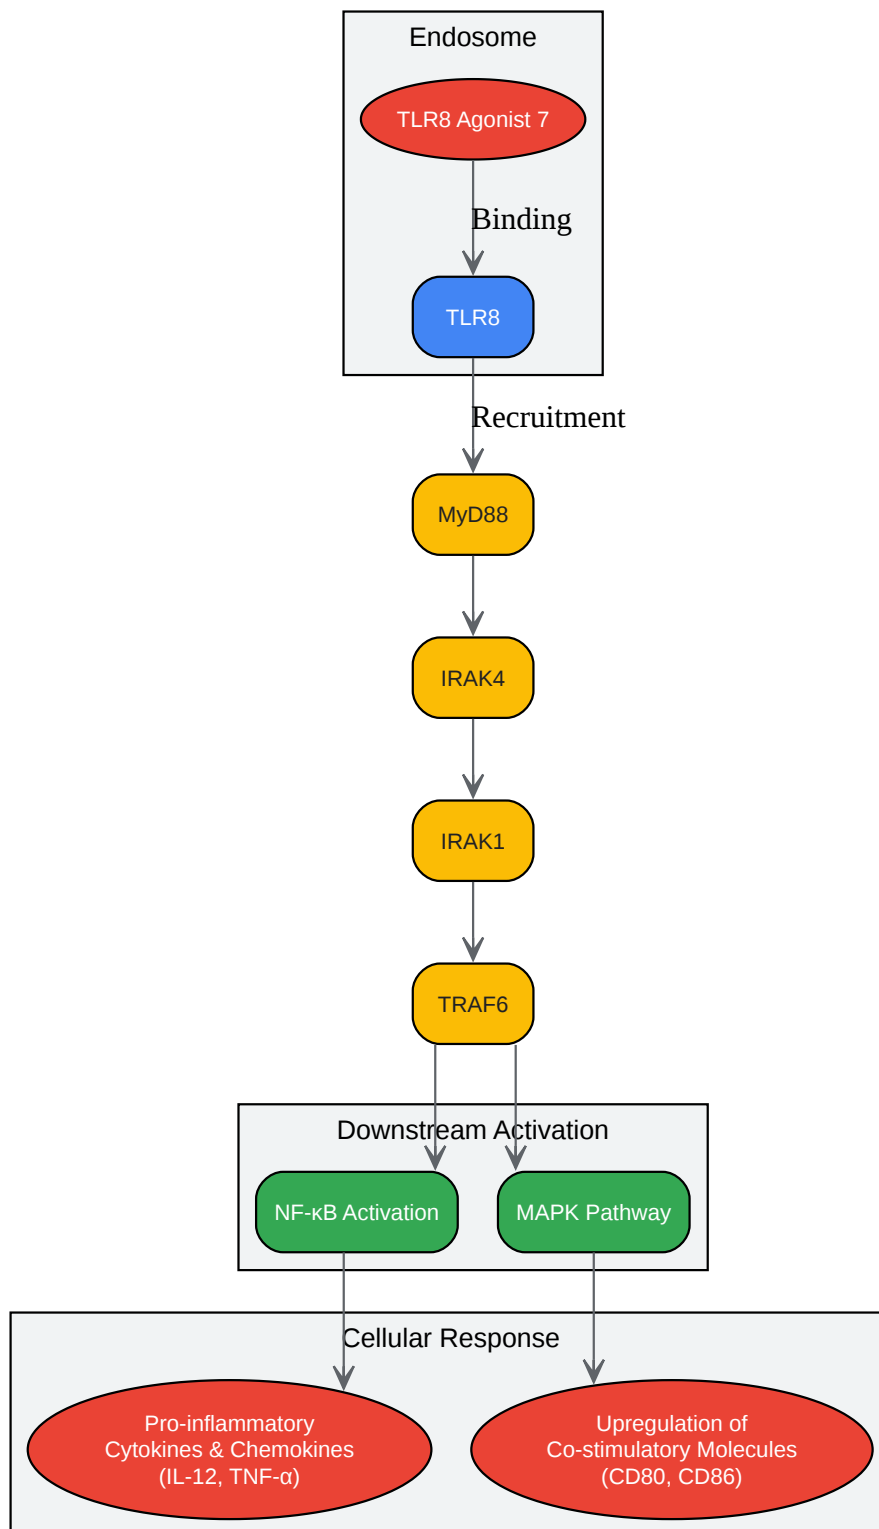 Endosome
TLR8 Agonist 7
Binding
TLR8
Recruitment
MyD88
IRAK4
IRAK1
TRAF6
Downstream Activation
NF-κB Activation
MAPK Pathway
Cellular Response
Pro-inflammatory
Cytokines & Chemokines
(IL-12, TNF-α)
Upregulation of
Co-stimulatory Molecules
(CD80, CD86)